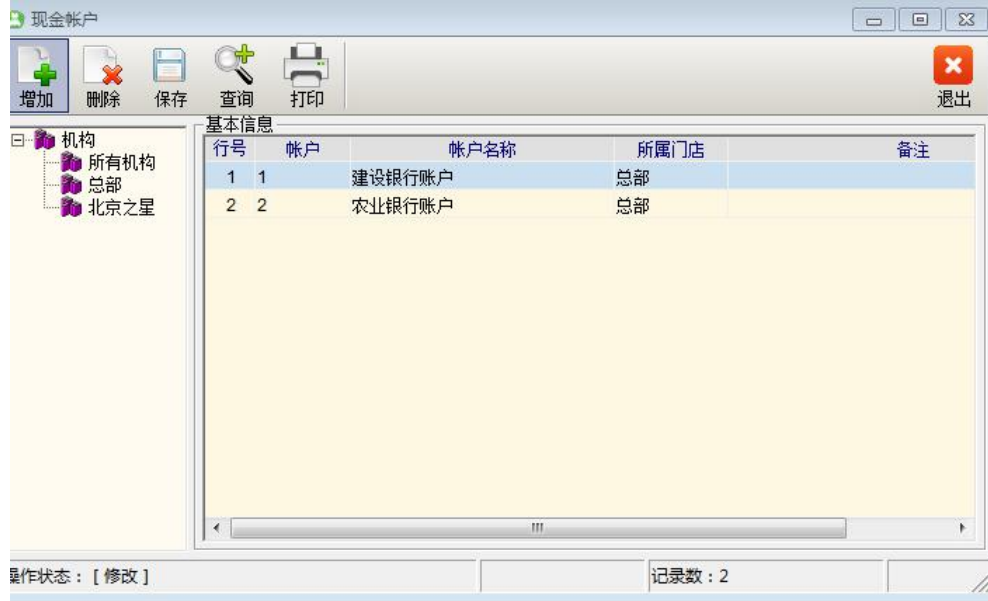 现金帐户
增加 删除 保存 查询 打印 退出
机构
所有机构
总部
北京之星
基本信息
行号 帐户 帐户名称 所属门店 备注
1 1 建设银行账户 总部
2 2 农业银行账户 总部
操作状态：[ 修改 ] 记录数：2